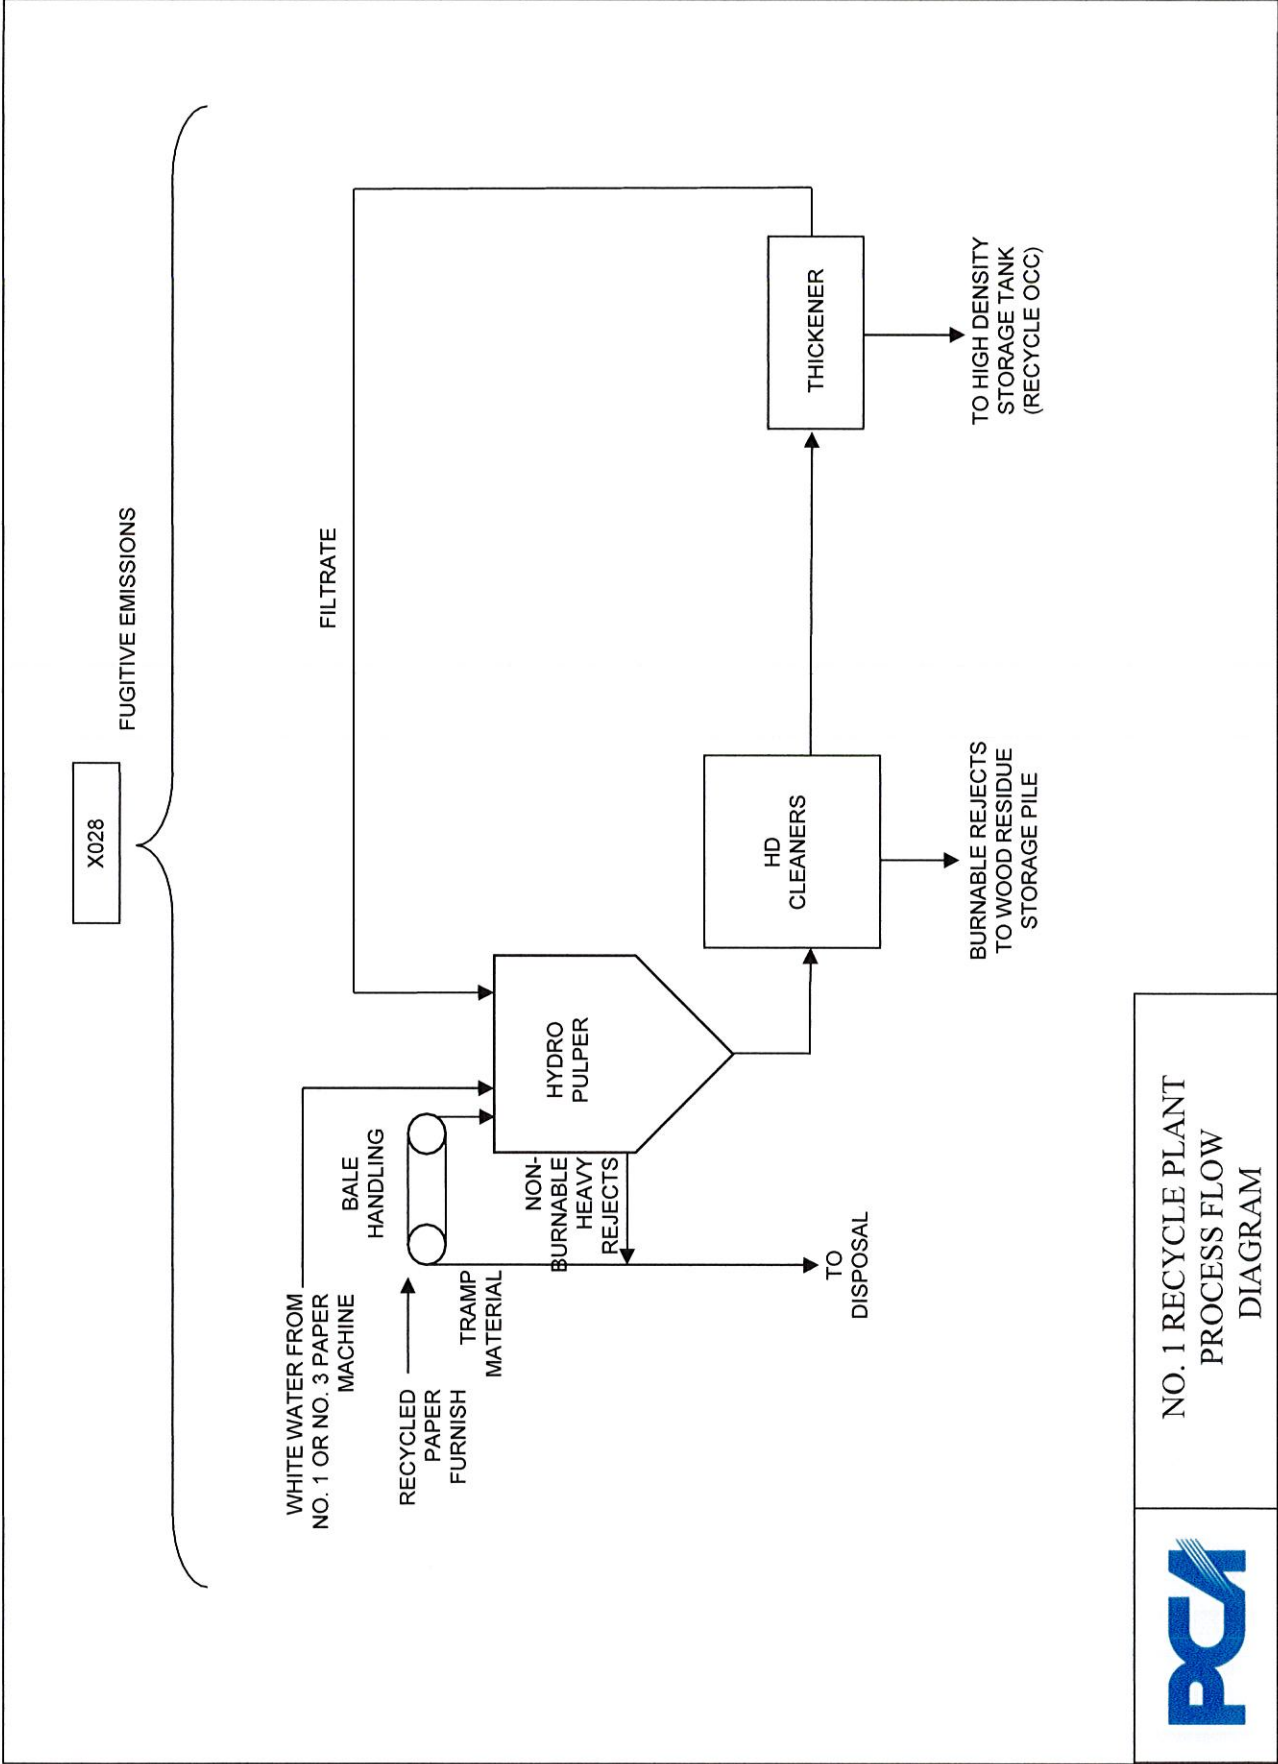 X028
FUGITIVE EMISSIONS
FILTRATE
WHITE WATER FROM
NO. 1 OR NO. 3 PAPER
MACHINE
BALE
HANDLING
RECYCLED
PAPER
FURNISH
TRAMP
MATERIAL
NON-
BURNABLE
HEAVY
REJECTS
HYDRO
PULPER
TO
DISPOSAL
HD
CLEANERS
BURNABLE REJECTS
TO WOOD RESIDUE
STORAGE PILE
THICKENER
TO HIGH DENSITY
STORAGE TANK
(RECYCLE OCC)
PCA
NO. 1 RECYCLE PLANT
PROCESS FLOW
DIAGRAM